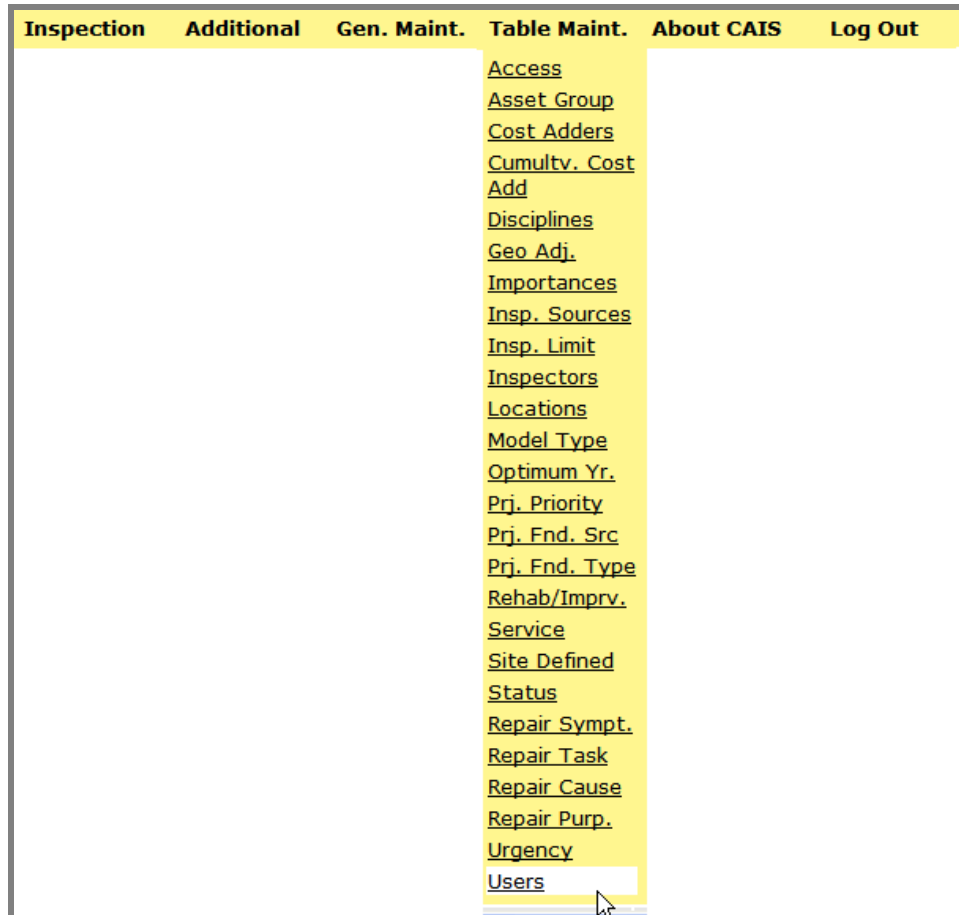 Inspection Additional Gen. Maint. Table Maint. About CAIS Log Out
Access
Asset Group
Cost Adders
Cumultv. Cost
Add
Disciplines
Geo Adj.
Importances
Insp. Sources
Insp. Limit
Inspectors
Locations
Model Type
Optimum Yr.
Prj. Priority
Prj. Fnd. Src
Prj. Fnd. Type
Rehab/Imprv.
Service
Site Defined
Status
Repair Sympt.
Repair Task
Repair Cause
Repair Purp.
Urgency
Users